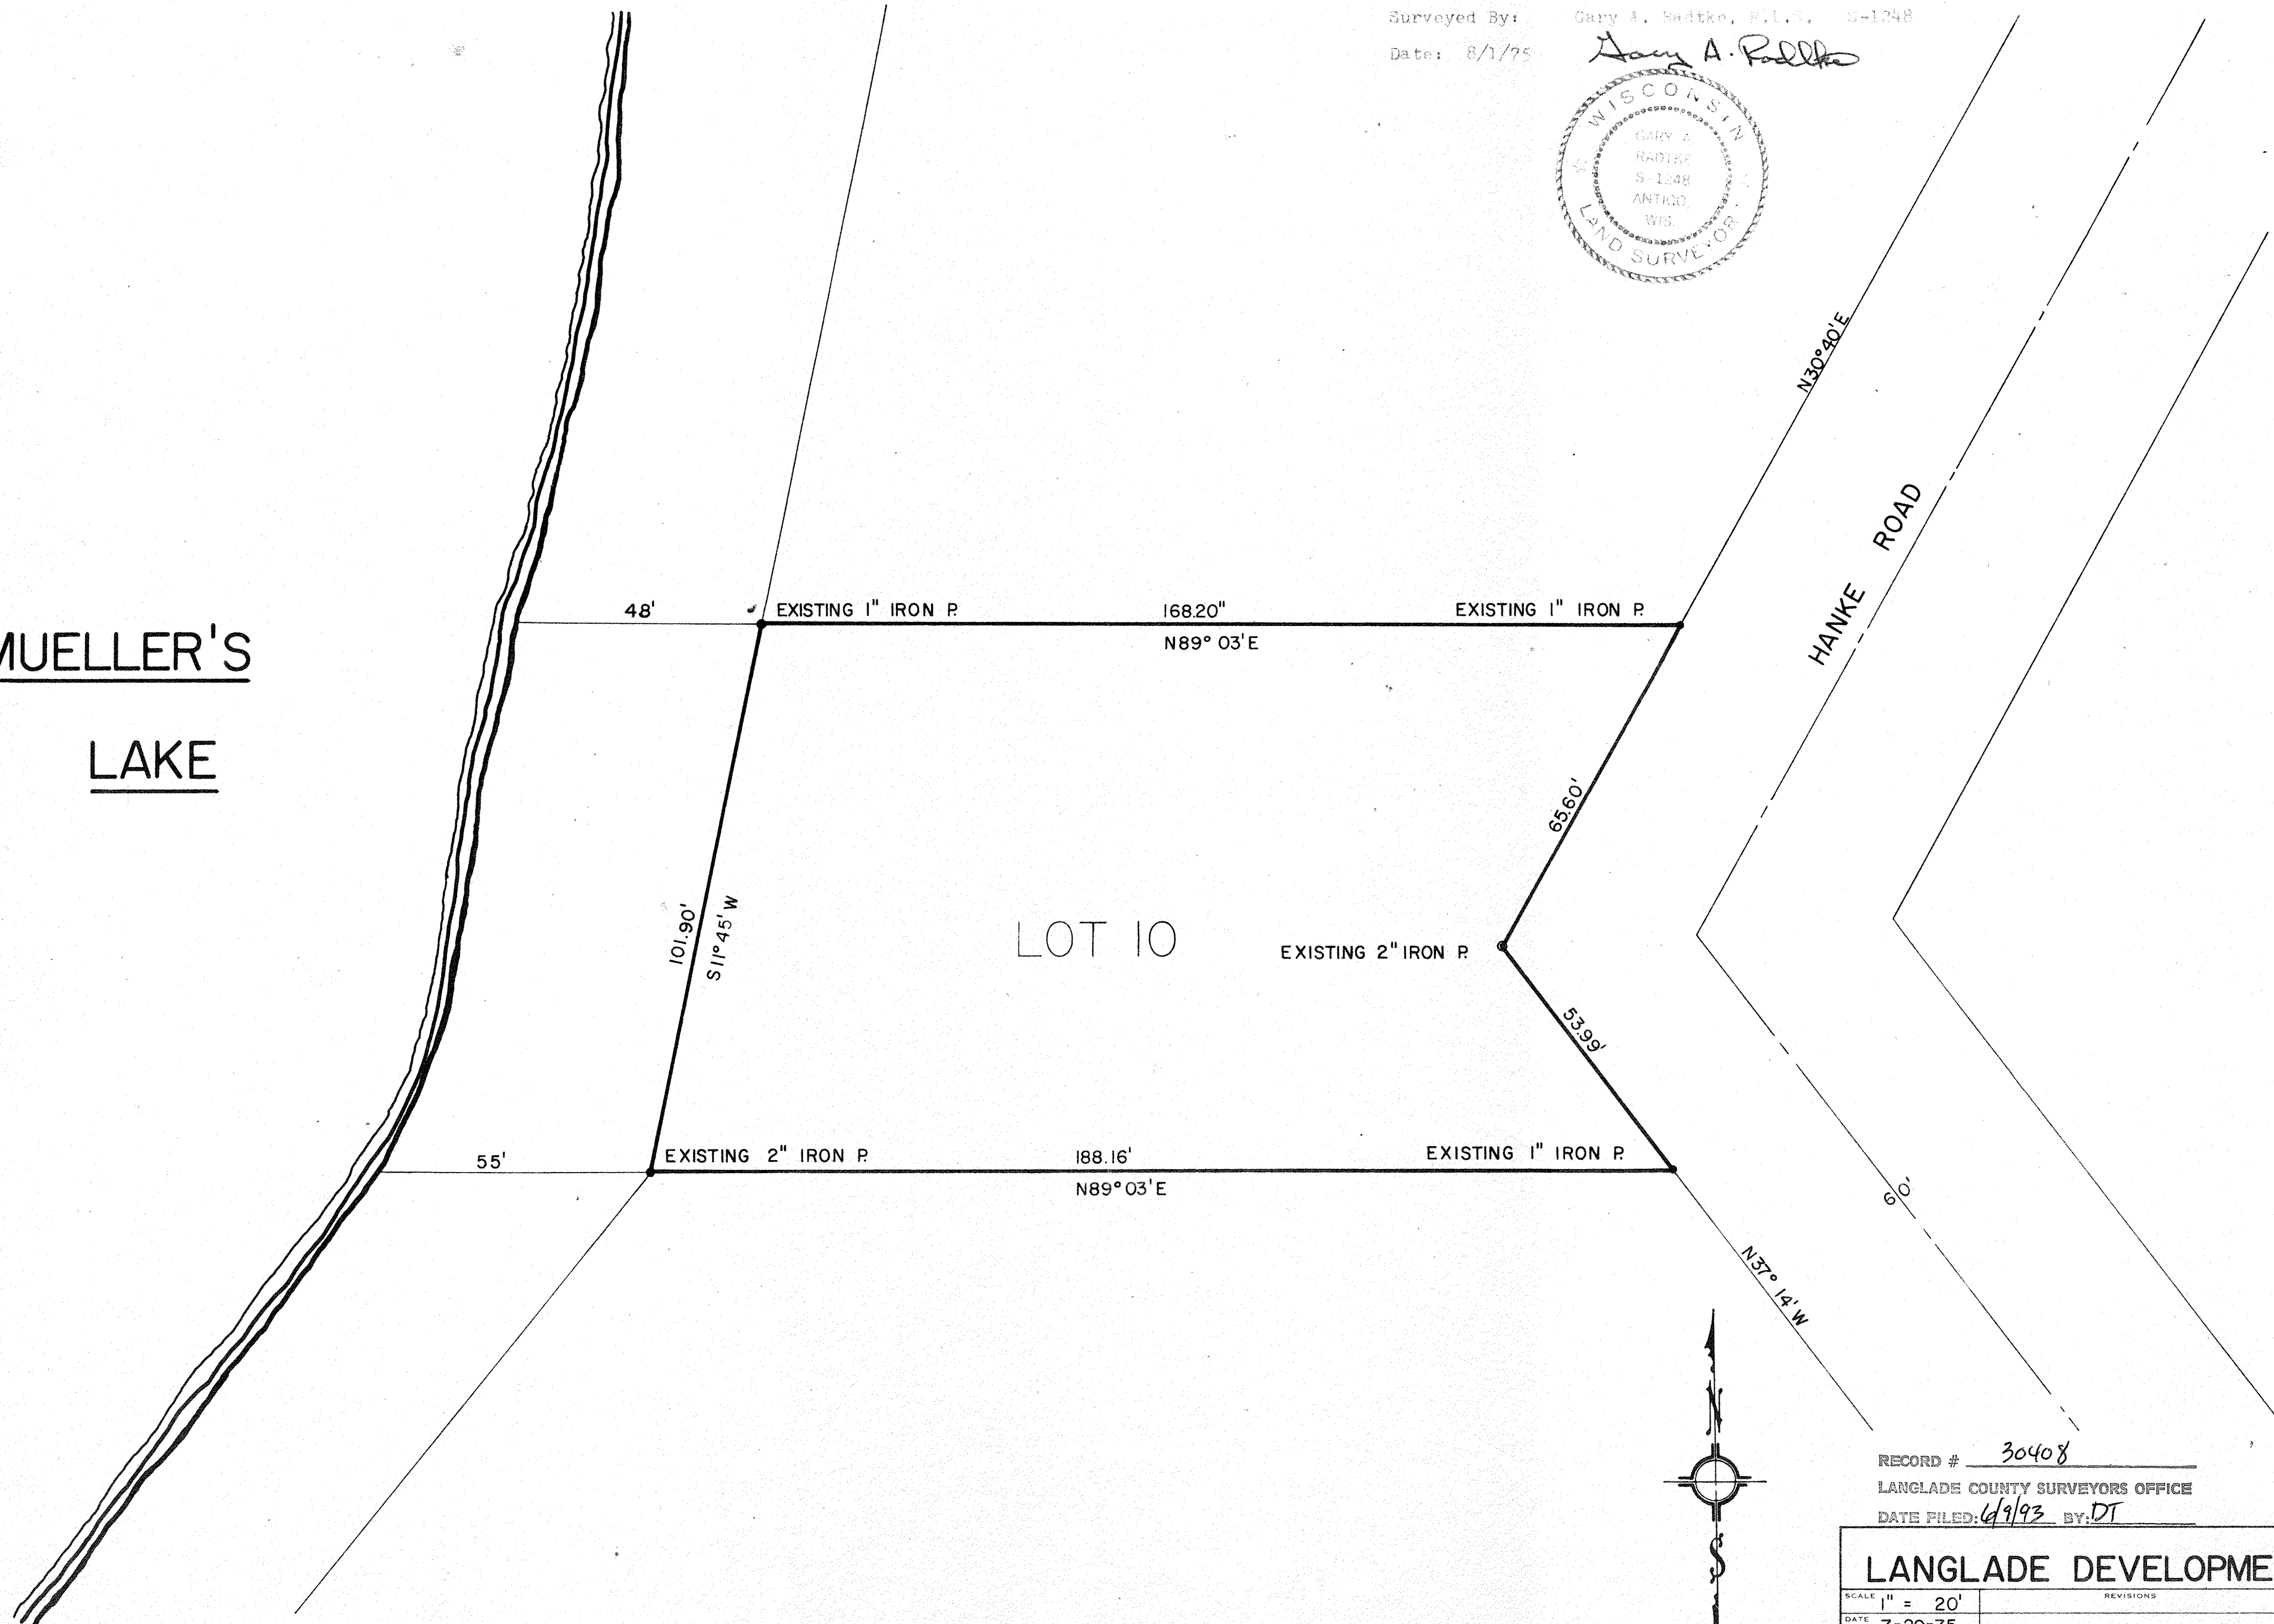 Surveyed By: Gary A. Radtke, R.L.S. S-1248
Date: 8/1/75 Gary A. Radtke
WISCONSIN
GARY A
RADTKE
S-1248
ANTIGO,
WIS.
LAND SURVEYOR
N30°40'E
HANKE ROAD
48'
EXISTING 1" IRON P.
168.20"
EXISTING 1" IRON P.
N89° 03'E
MUELLER'S
LAKE
65.60'
101.90'
S11°45'W
LOT 10
EXISTING 2" IRON P.
53.99'
55'
EXISTING 2" IRON P.
188.16'
EXISTING 1" IRON P.
N89°03'E
60'
N37°14'W
N
S
RECORD # 30408
LANGLADE COUNTY SURVEYORS OFFICE
DATE FILED: 6/9/93 BY: DT
LANGLADE DEVELOPME
SCALE 1" = 20' REVISIONS
DATE